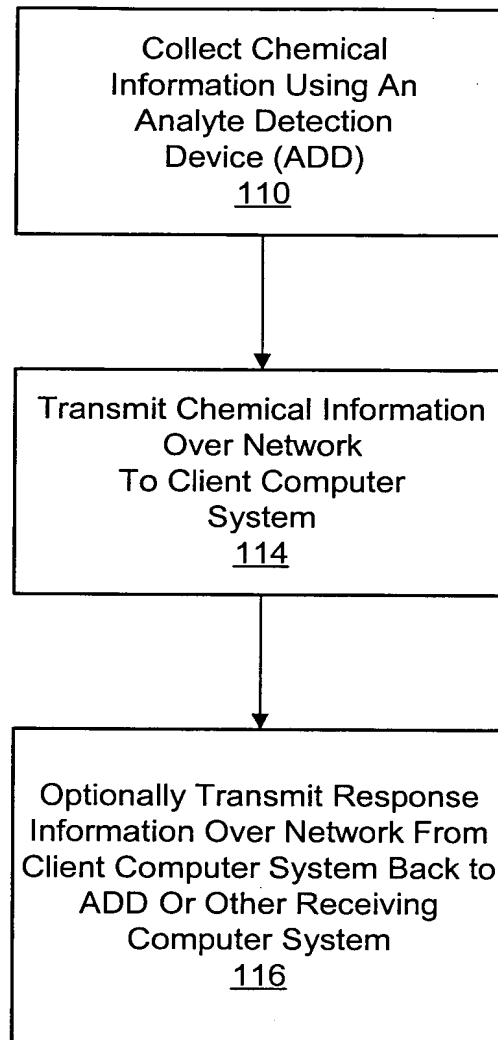 Collect Chemical
Information Using An
Analyte Detection
Device (ADD)
110
Transmit Chemical Information
Over Network
To Client Computer
System
114
Optionally Transmit Response
Information Over Network From
Client Computer System Back to
ADD Or Other Receiving
Computer System
116